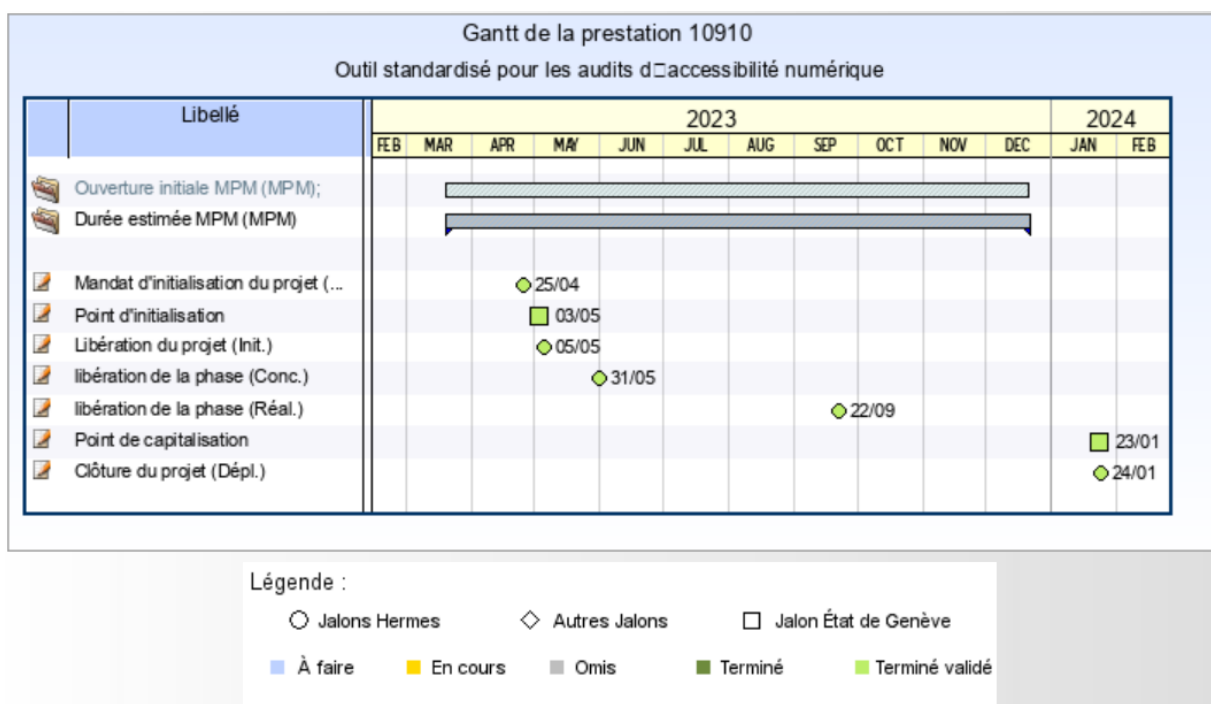 Gantt de la prestation 10910
Outil standardisé pour les audits d□accessibilité numérique
Libellé 2023 2024
FEB MAR APR MAY JUN JUL AUG SEP OCT NOV DEC JAN FEB
Ouverture initiale MPM (MPM);
Durée estimée MPM (MPM)
Mandat d'initialisation du projet (... 25/04
Point d'initialisation 03/05
Libération du projet (Init.) 05/05
libération de la phase (Conc.) 31/05
libération de la phase (Réal.) 22/09
Point de capitalisation 23/01
Clôture du projet (Dépl.) 24/01
Légende :
Jalons Hermes Autres Jalons Jalon État de Genève
À faire En cours Omis Terminé Terminé validé